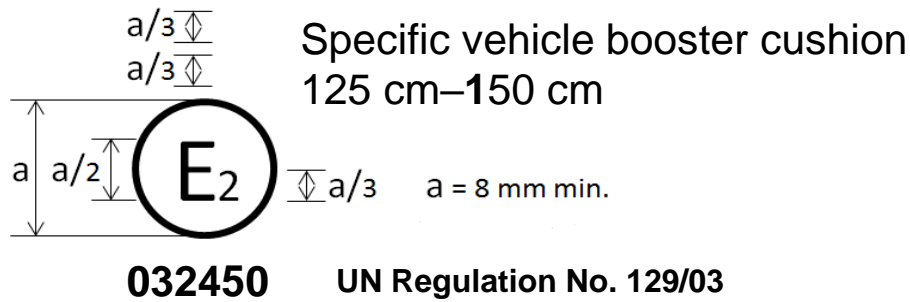 a/3
Specific vehicle booster cushion
a/3
125 cm–150 cm
a a/2 E2 a/3 a = 8 mm min.
032450 UN Regulation No. 129/03